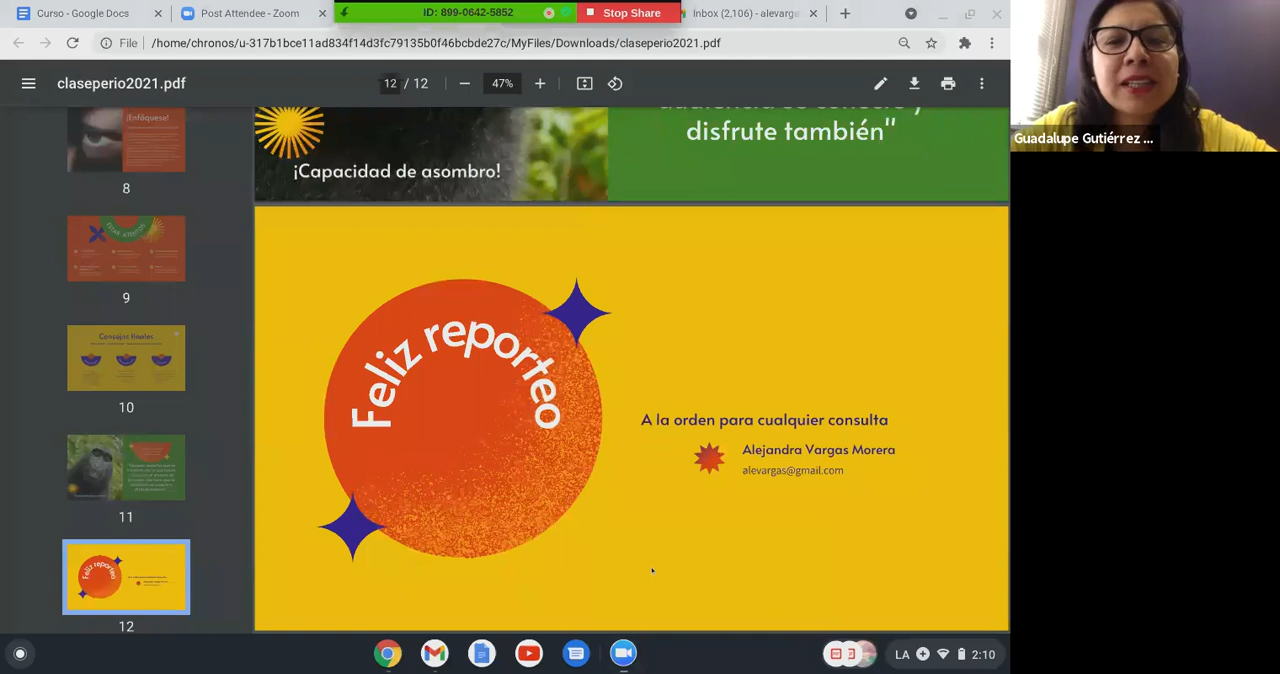 Curso - Google Docs
Post Attendee - Zoom
ID: 899-0642-5852
Stop Share
Inbox (2,106) - alevarga
File
/home/chronos/u-317b1bce11ad834f14d3fc79135b0f46bcbde27c/MyFiles/Downloads/claseperio2021.pdf
claseperio2021.pdf
12 / 12
47%
Guadalupe Gutiérrez ...
¡Enfóquese!
8
9
Consejos finales
10
11
Feliz reporteo
12
disfrute también"
¡Capacidad de asombro!
Feliz reporteo
A la orden para cualquier consulta
Alejandra Vargas Morera
alevargas@gmail.com
LA
2:10